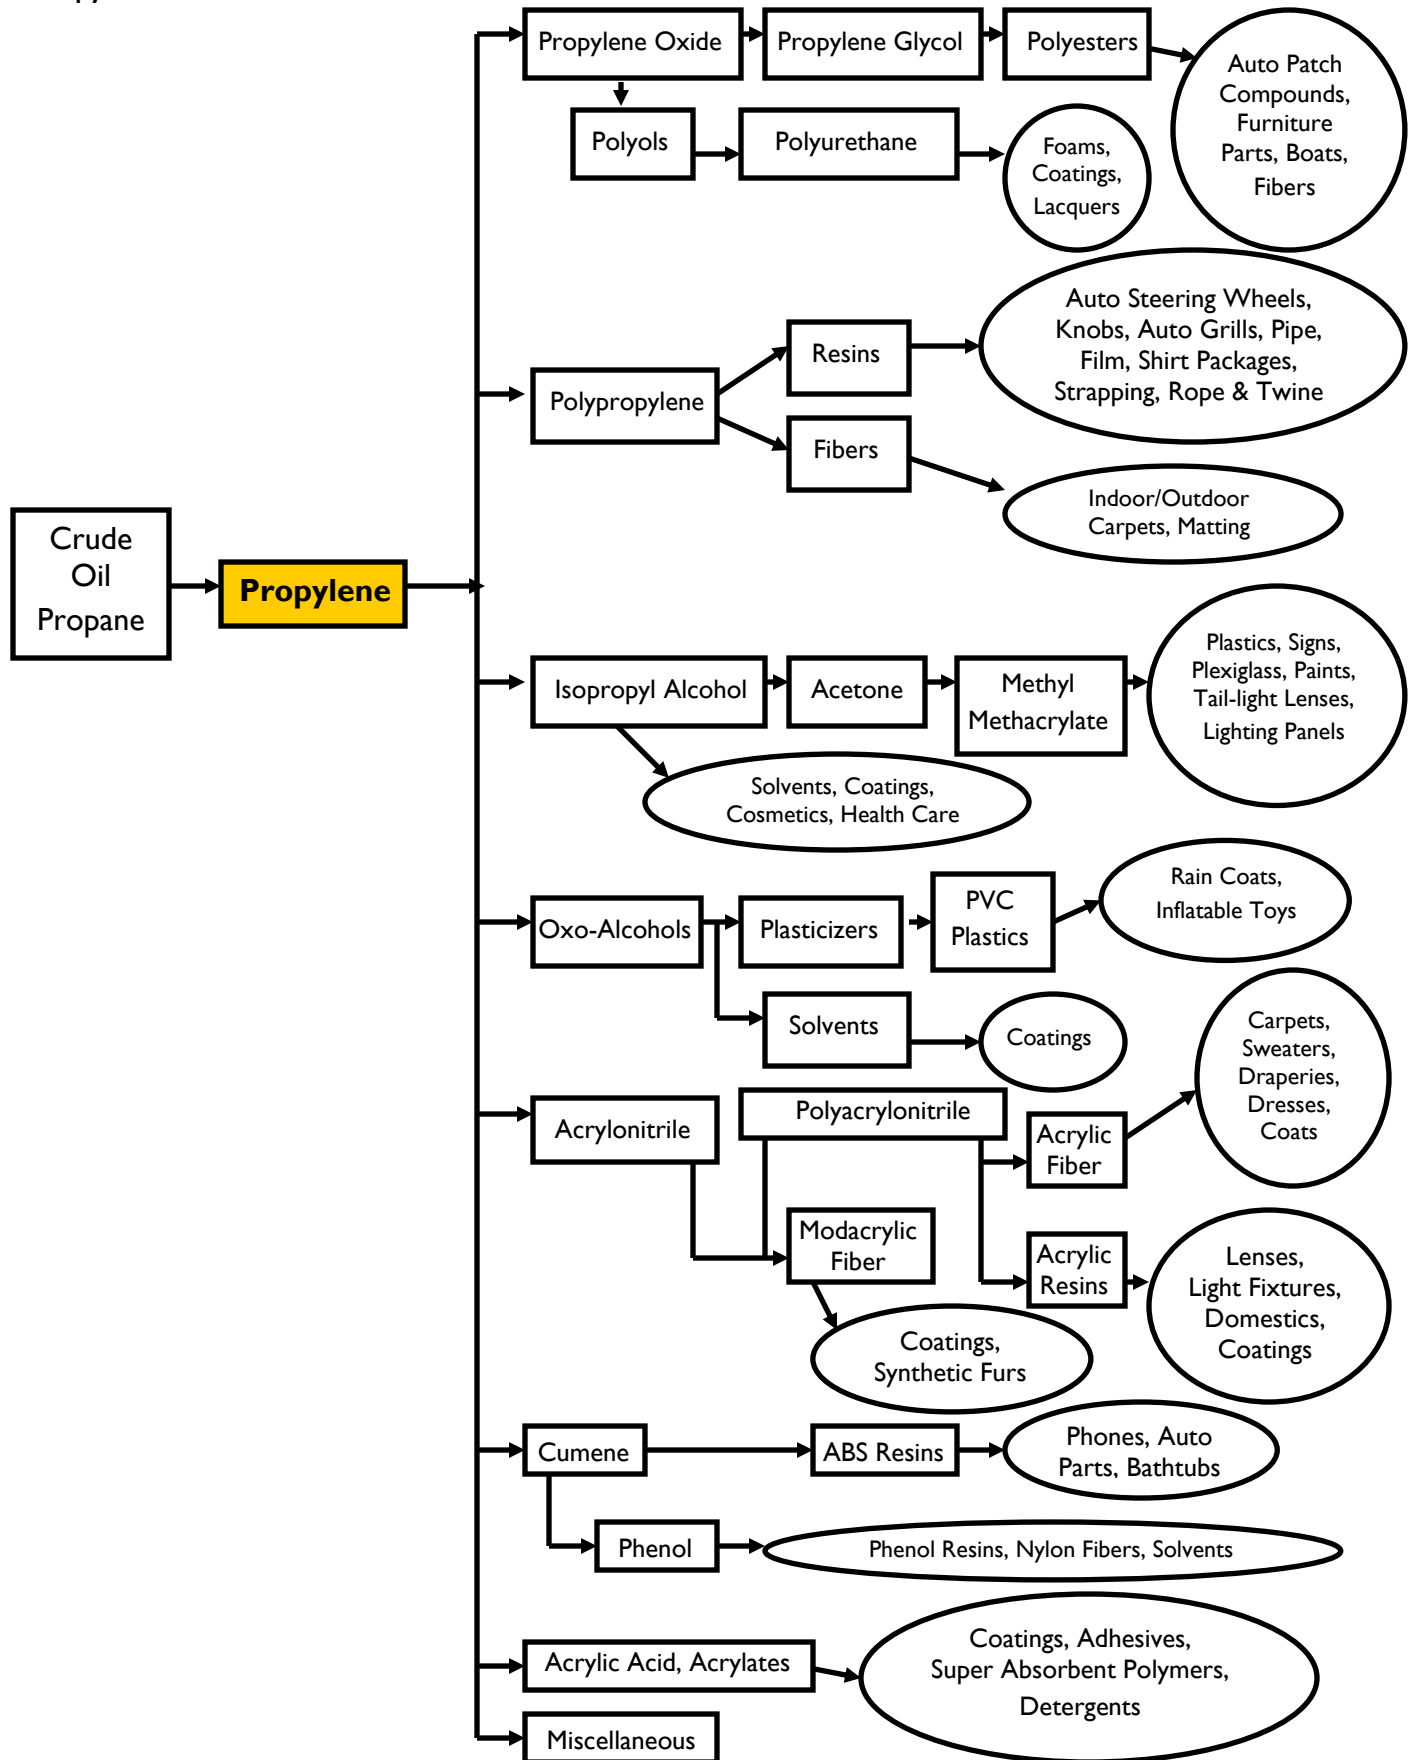 Propylene Oxide
Propylene Glycol
Polyesters
Auto Patch
Compounds,
Furniture
Parts, Boats,
Fibers
Polyols
Polyurethane
Foams,
Coatings,
Lacquers
Polypropylene
Resins
Auto Steering Wheels,
Knobs, Auto Grills, Pipe,
Film, Shirt Packages,
Strapping, Rope & Twine
Fibers
Indoor/Outdoor
Carpets, Matting
Crude
Oil
Propane
Propylene
Isopropyl Alcohol
Acetone
Methyl
Methacrylate
Plastics, Signs,
Plexiglass, Paints,
Tail-light Lenses,
Lighting Panels
Solvents, Coatings,
Cosmetics, Health Care
Oxo-Alcohols
Plasticizers
PVC
Plastics
Rain Coats,
Inflatable Toys
Solvents
Coatings
Acrylonitrile
Polyacrylonitrile
Acrylic
Fiber
Carpets,
Sweaters,
Draperies,
Dresses,
Coats
Modacrylic
Fiber
Coatings,
Synthetic Furs
Acrylic
Resins
Lenses,
Light Fixtures,
Domestics,
Coatings
Cumene
ABS Resins
Phones, Auto
Parts, Bathtubs
Phenol
Phenol Resins, Nylon Fibers, Solvents
Acrylic Acid, Acrylates
Coatings, Adhesives,
Super Absorbent Polymers,
Detergents
Miscellaneous